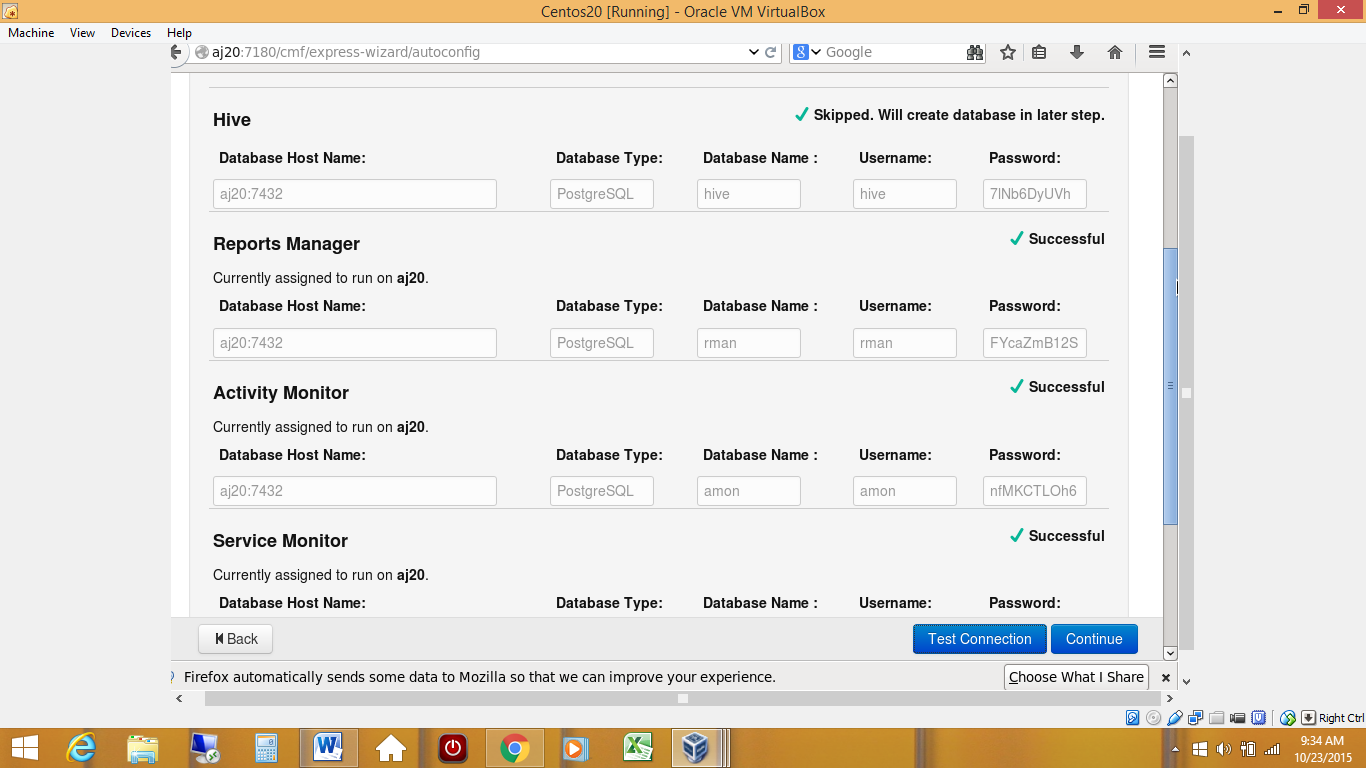 Centos20 [Running] - Oracle VM VirtualBox
Machine View Devices Help
aj20:7180/cmf/express-wizard/autoconfig
Google
Hive
Skipped. Will create database in later step.
Database Host Name: Database Type: Database Name : Username: Password:
aj20:7432 PostgreSQL hive hive 7lNb6DyUVh
Reports Manager
Successful
Currently assigned to run on aj20.
Database Host Name: Database Type: Database Name : Username: Password:
aj20:7432 PostgreSQL rman rman FYcaZmB12S
Activity Monitor
Successful
Currently assigned to run on aj20.
Database Host Name: Database Type: Database Name : Username: Password:
aj20:7432 PostgreSQL amon amon nfMKCTLOh6
Service Monitor
Successful
Currently assigned to run on aj20.
Database Host Name: Database Type: Database Name : Username: Password:
Back Test Connection Continue
Firefox automatically sends some data to Mozilla so that we can improve your experience. Choose What I Share
Right Ctrl
9:34 AM
10/23/2015